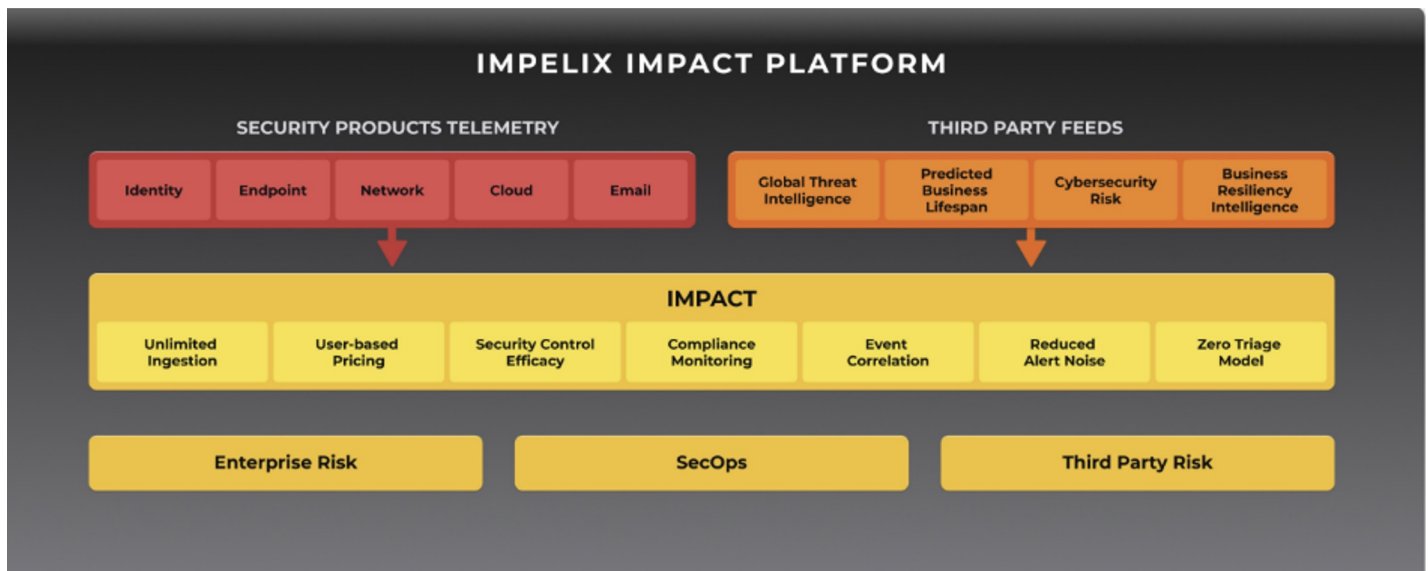 IMPELIX IMPACT PLATFORM
SECURITY PRODUCTS TELEMETRY
Identity
Endpoint
Network
Cloud
Email
THIRD PARTY FEEDS
Global Threat
Intelligence
Predicted
Business
Lifespan
Cybersecurity
Risk
Business
Resiliency
Intelligence
IMPACT
Unlimited
Ingestion
User-based
Pricing
Security Control
Efficacy
Compliance
Monitoring
Event
Correlation
Reduced
Alert Noise
Zero Triage
Model
Enterprise Risk
SecOps
Third Party Risk